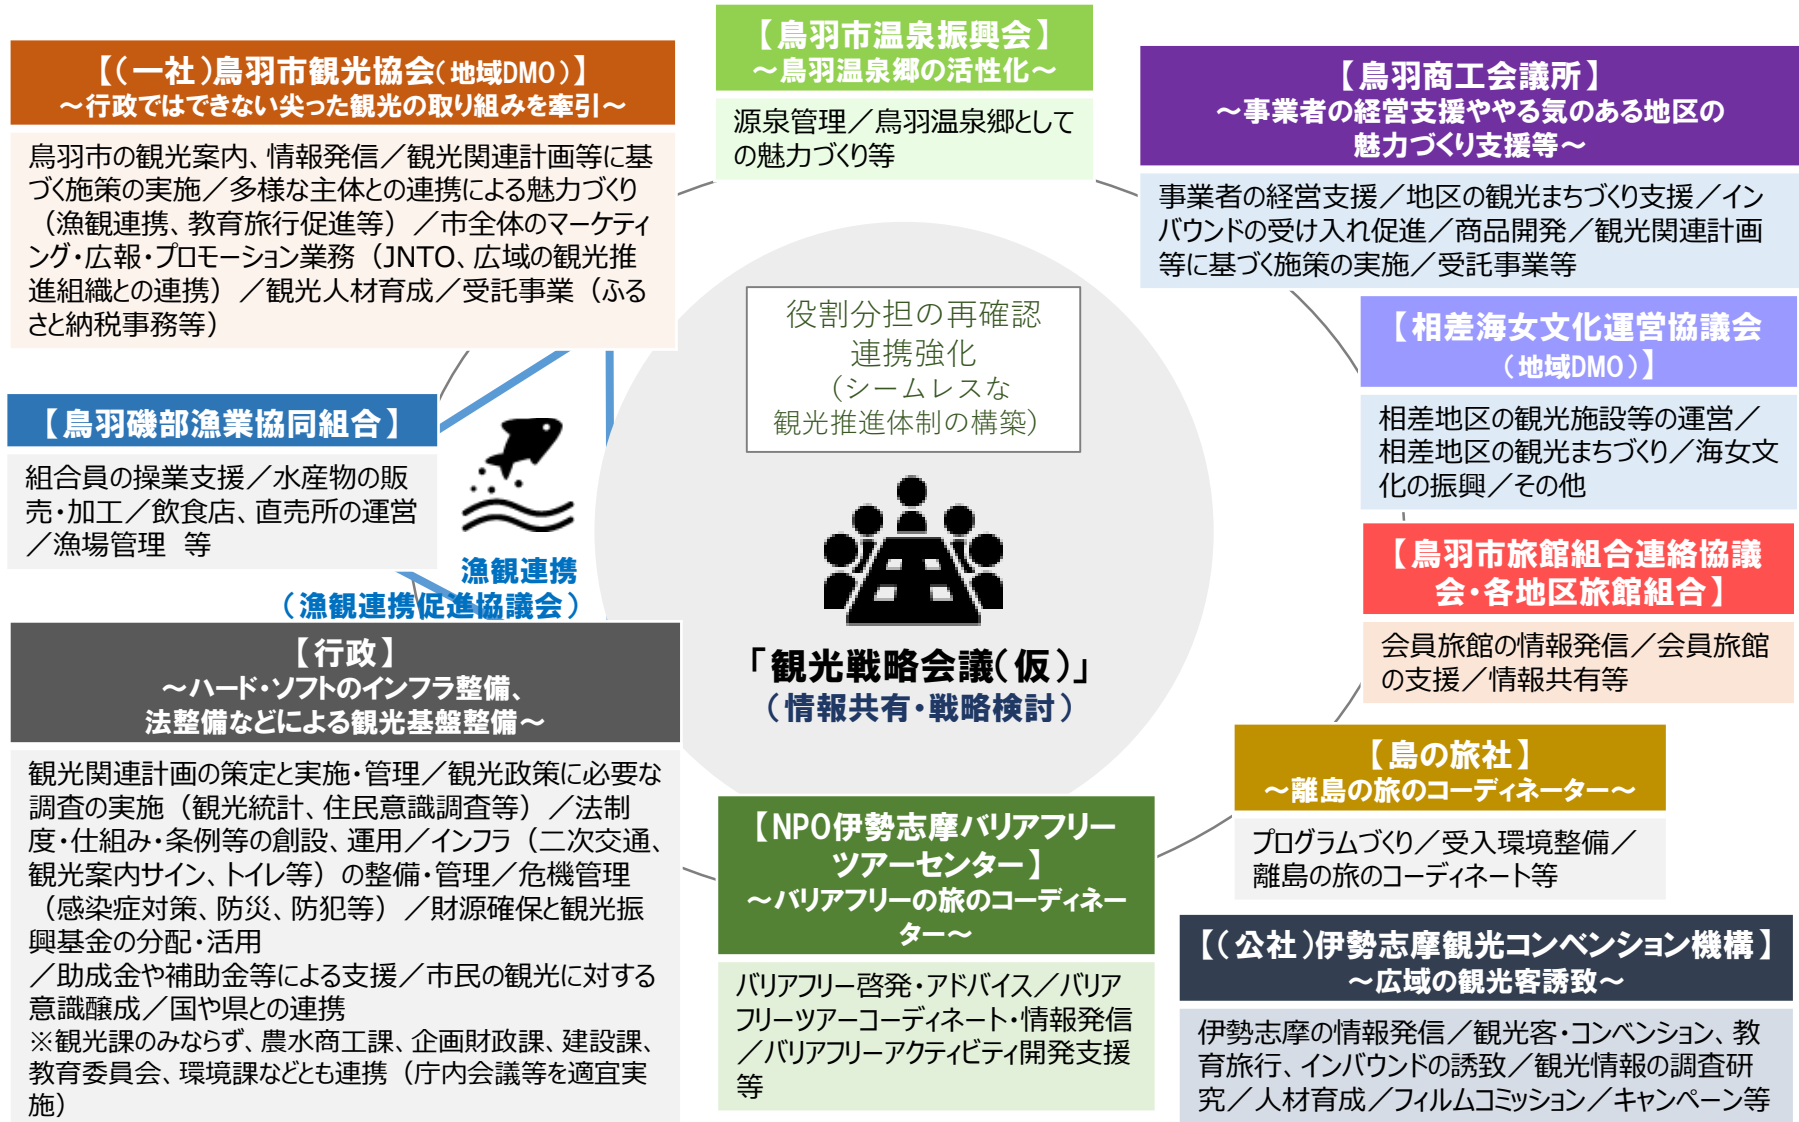 【(一社)鳥羽市観光協会(地域DMO)】
～行政ではできない尖った観光の取り組みを牽引～
鳥羽市の観光案内、情報発信／観光関連計画等に基
づく施策の実施／多様な主体との連携による魅力づくり
（漁観連携、教育旅行促進等）／市全体のマーケティ
ング・広報・プロモーション業務（JNTO、広域の観光推
進組織との連携）／観光人材育成／受託事業（ふる
さと納税事務等）
【鳥羽市温泉振興会】
～鳥羽温泉郷の活性化～
源泉管理／鳥羽温泉郷として
の魅力づくり等
【鳥羽商工会議所】
～事業者の経営支援ややる気のある地区の
魅力づくり支援等～
事業者の経営支援／地区の観光まちづくり支援／イン
バウンドの受け入れ促進／商品開発／観光関連計画
等に基づく施策の実施／受託事業等
【相差海女文化運営協議会
（地域DMO）】
相差地区の観光施設等の運営／
相差地区の観光まちづくり／海女文
化の振興／その他
【鳥羽磯部漁業協同組合】
組合員の操業支援／水産物の販
売・加工／飲食店、直売所の運営
／漁場管理 等
漁観連携
（漁観連携促進協議会）
役割分担の再確認
連携強化
（シームレスな
観光推進体制の構築）
「観光戦略会議(仮)」
（情報共有・戦略検討）
【鳥羽市旅館組合連絡協議
会・各地区旅館組合】
会員旅館の情報発信／会員旅館
の支援／情報共有等
【行政】
～ハード・ソフトのインフラ整備、
法整備などによる観光基盤整備～
観光関連計画の策定と実施・管理／観光政策に必要な
調査の実施（観光統計、住民意識調査等）／法制
度・仕組み・条例等の創設、運用／インフラ（二次交通、
観光案内サイン、トイレ等）の整備・管理／危機管理
（感染症対策、防災、防犯等）／財源確保と観光振
興基金の分配・活用
／助成金や補助金等による支援／市民の観光に対する
意識醸成／国や県との連携
※観光課のみならず、農水商工課、企画財政課、建設課、
教育委員会、環境課などとも連携（庁内会議等を適宜実
施）
【NPO伊勢志摩バリアフリー
ツアーセンター】
～バリアフリーの旅のコーディネー
ター～
バリアフリー啓発・アドバイス／バリア
フリーツアーコーディネート・情報発信
／バリアフリーアクティビティ開発支援
等
【島の旅社】
～離島の旅のコーディネーター～
プログラムづくり／受入環境整備／
離島の旅のコーディネート等
【(公社)伊勢志摩観光コンベンション機構】
～広域の観光客誘致～
伊勢志摩の情報発信／観光客・コンベンション、教
育旅行、インバウンドの誘致／観光情報の調査研
究／人材育成／フィルムコミッション／キャンペーン等